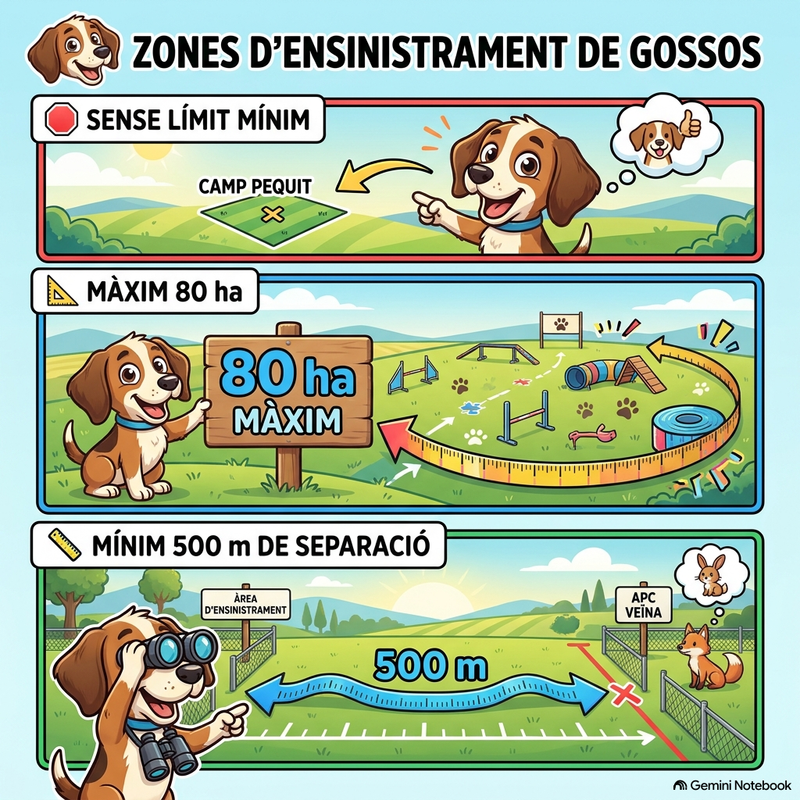 ZONES D'ENSINISTRAMENT DE GOSSOS
SENSE LÍMIT MÍNIM
CAMP PEQUIT
MÀXIM 80 ha
80 ha
MÀXIM
MÍNIM 500 m DE SEPARACIÓ
ÀREA
D'ENSINISTRAMENT
APC
VEÏNA
500 m
Gemini Notebook